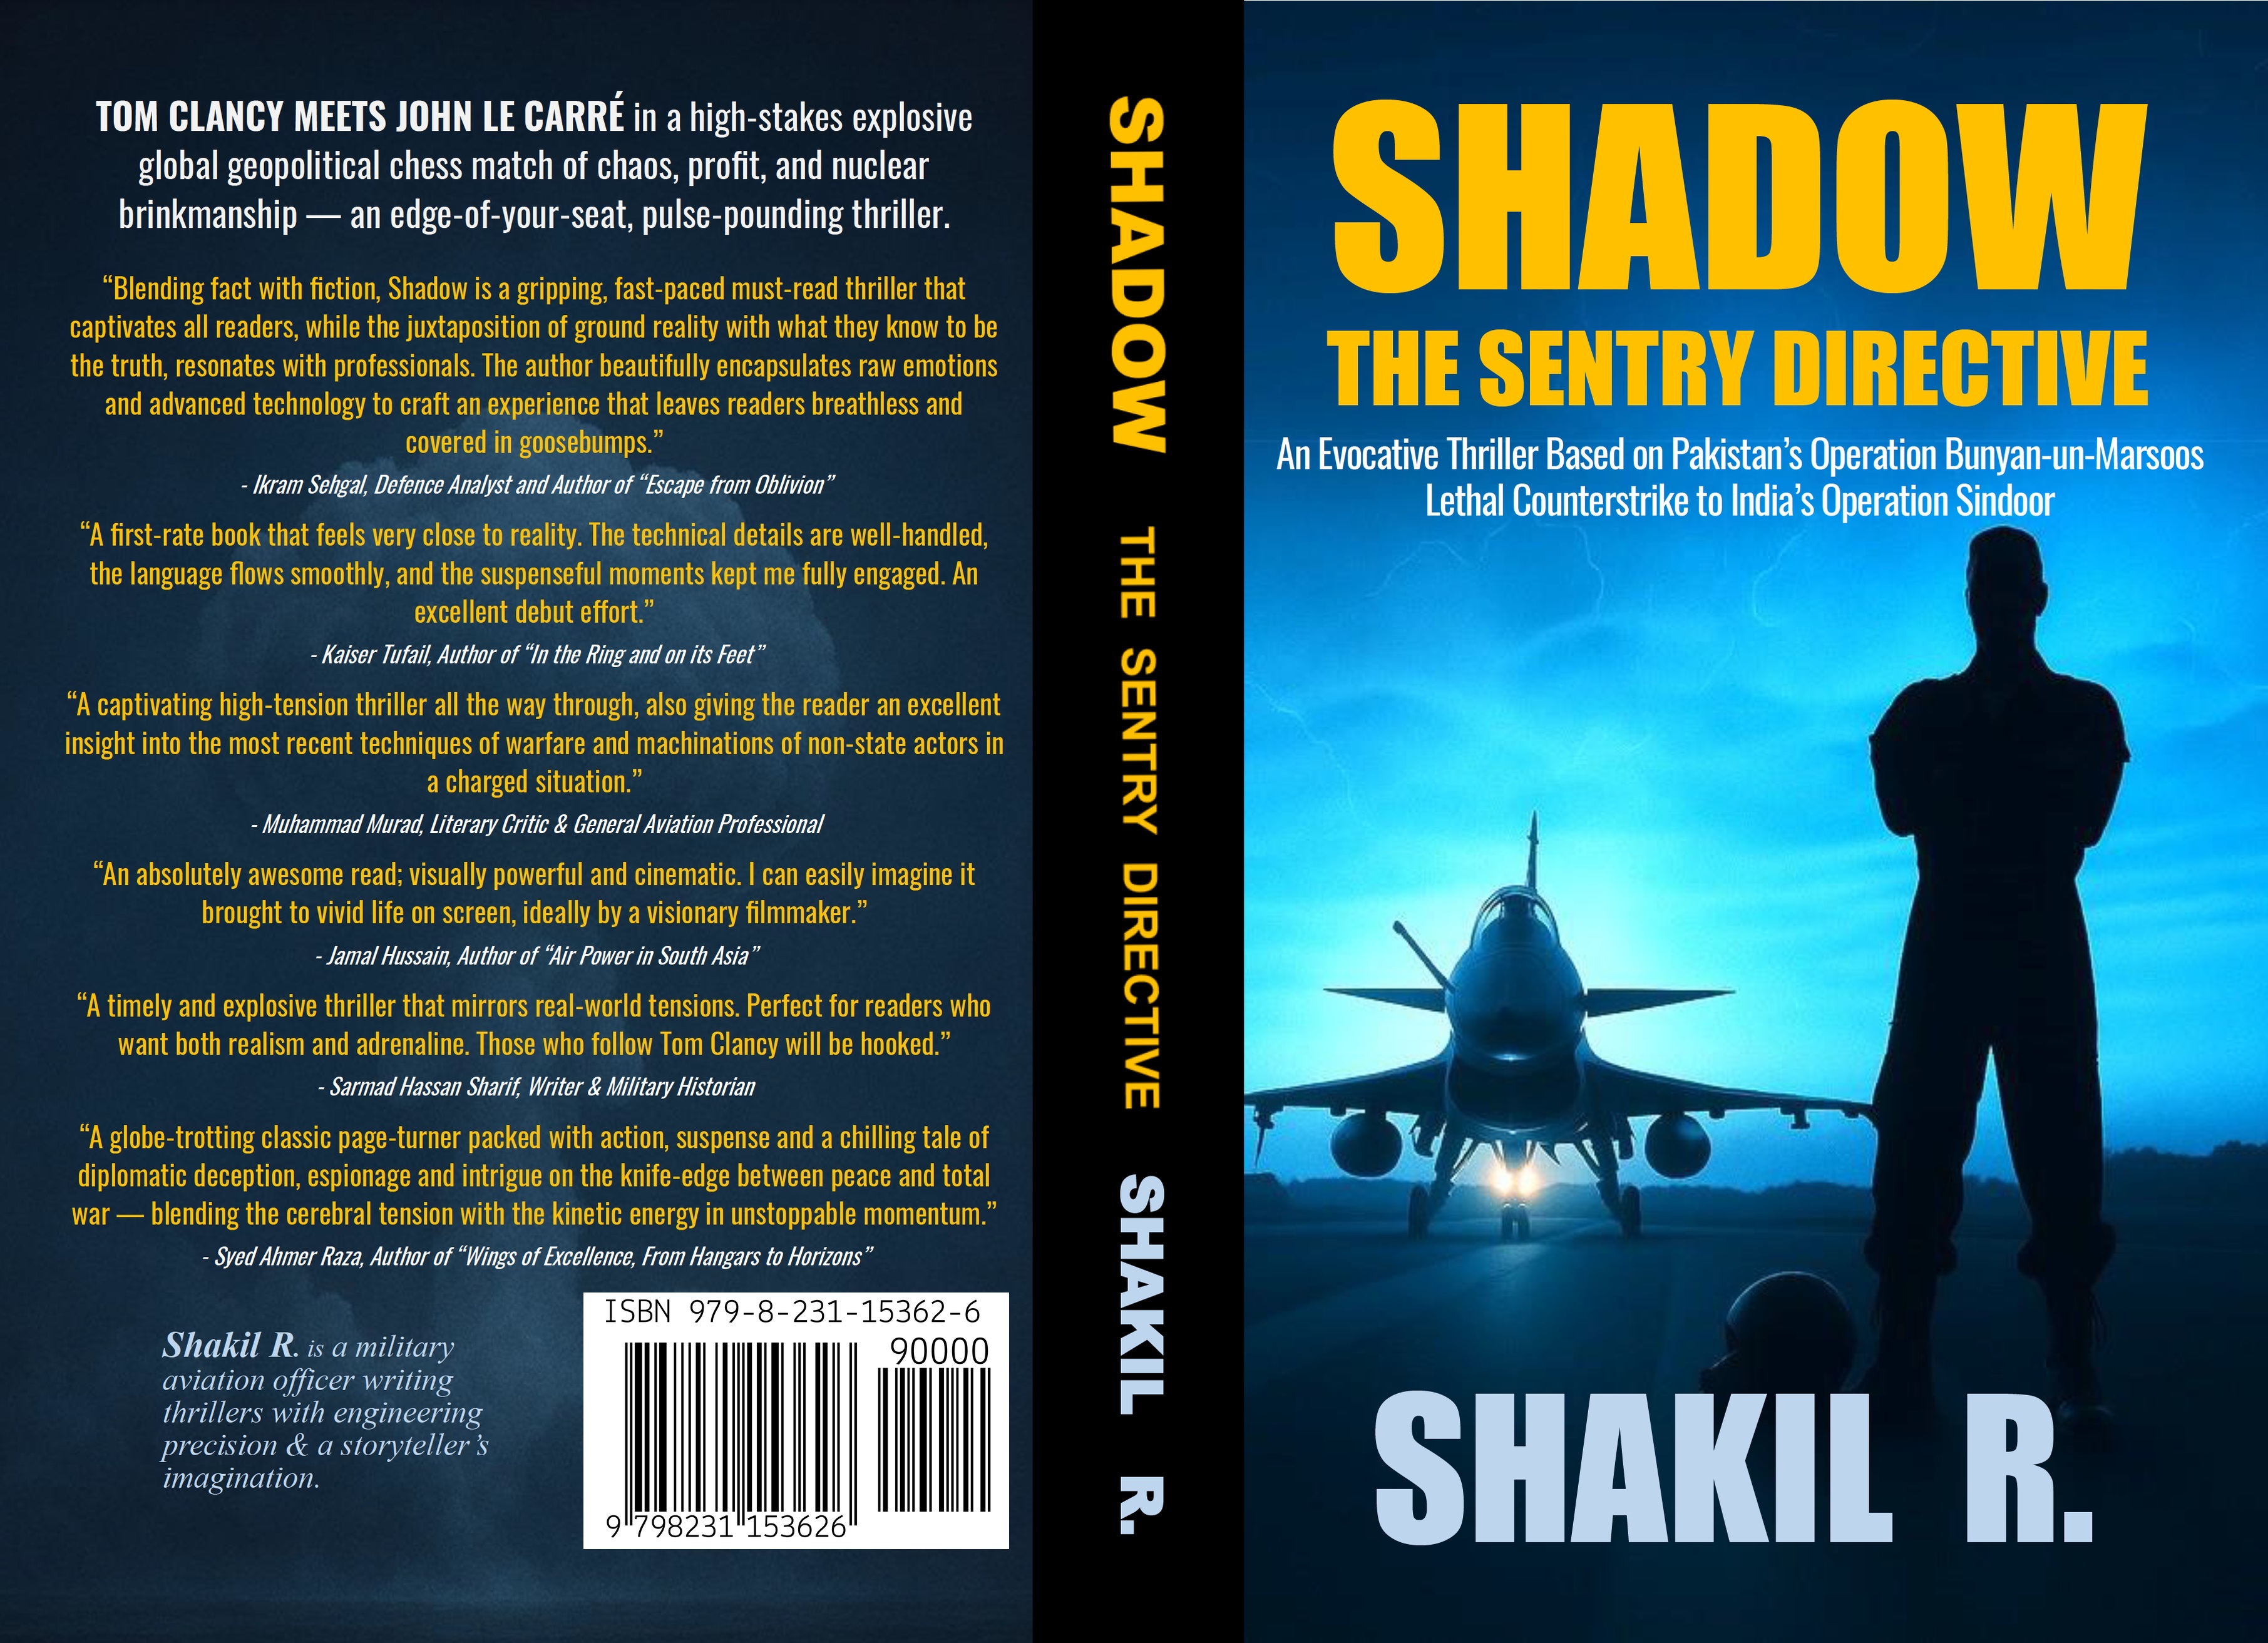 TOM CLANCY MEETS JOHN LE CARRÉ in a high-stakes explosive
global geopolitical chess match of chaos, profit, and nuclear
brinkmanship — an edge-of-your-seat, pulse-pounding thriller.
“Blending fact with fiction, Shadow is a gripping, fast-paced must-read thriller that
captivates all readers, while the juxtaposition of ground reality with what they know to be
the truth, resonates with professionals. The author beautifully encapsulates raw emotions
and advanced technology to craft an experience that leaves readers breathless and
covered in goosebumps.”
- Ikram Sehgal, Defence Analyst and Author of “Escape from Oblivion”
“A first-rate book that feels very close to reality. The technical details are well-handled,
the language flows smoothly, and the suspenseful moments kept me fully engaged. An
excellent debut effort.”
- Kaiser Tufail, Author of “In the Ring and on its Feet”
“A captivating high-tension thriller all the way through, also giving the reader an excellent
insight into the most recent techniques of warfare and machinations of non-state actors in
a charged situation.”
- Muhammad Murad, Literary Critic & General Aviation Professional
“An absolutely awesome read; visually powerful and cinematic. I can easily imagine it
brought to vivid life on screen, ideally by a visionary filmmaker.”
- Jamal Hussain, Author of “Air Power in South Asia”
“A timely and explosive thriller that mirrors real-world tensions. Perfect for readers who
want both realism and adrenaline. Those who follow Tom Clancy will be hooked.”
- Sarmad Hassan Sharif, Writer & Military Historian
“A globe-trotting classic page-turner packed with action, suspense and a chilling tale of
diplomatic deception, espionage and intrigue on the knife-edge between peace and total
war — blending the cerebral tension with the kinetic energy in unstoppable momentum.”
- Syed Ahmer Raza, Author of “Wings of Excellence, From Hangars to Horizons”
Shakil R. is a military
aviation officer writing
thrillers with engineering
precision & a storyteller’s
imagination.
ISBN 979-8-231-15362-6
90000
9 798231 153626
SHADOW THE SENTRY DIRECTIVE SHAKIL R.
SHADOW
THE SENTRY DIRECTIVE
An Evocative Thriller Based on Pakistan’s Operation Bunyan-un-Marsoos
Lethal Counterstrike to India’s Operation Sindoor
SHAKIL R.